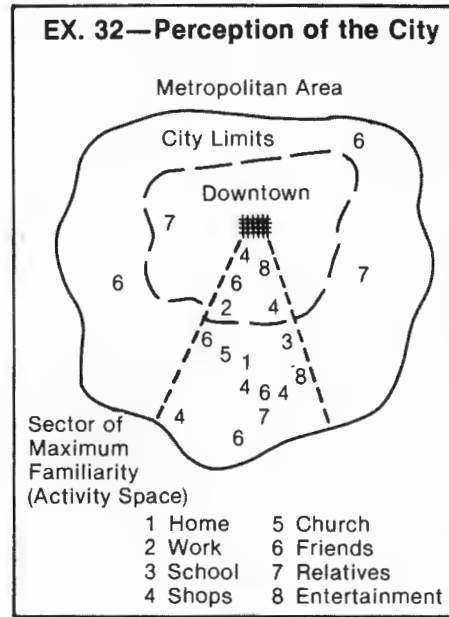 EX. 32—Perception of the City
Metropolitan Area
City Limits
6
Downtown
7
4
8
6
6
7
2
4
6
3
5
1
8
4
6
4
4
7
6
Sector of
Maximum
Familiarity
(Activity Space)
1 Home
2 Work
3 School
4 Shops
5 Church
6 Friends
7 Relatives
8 Entertainment